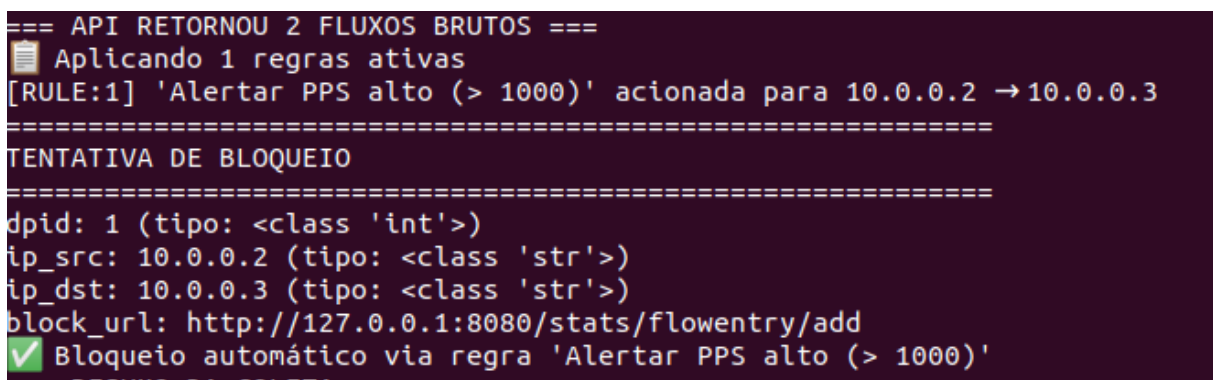 === API RETORNOU 2 FLUXOS BRUTOS ===
📋 Aplicando 1 regras ativas
[RULE:1] 'Alertar PPS alto (> 1000)' acionada para 10.0.0.2 → 10.0.0.3
============================================================
TENTATIVA DE BLOQUEIO
============================================================
dpid: 1 (tipo: <class 'int'>)
ip_src: 10.0.0.2 (tipo: <class 'str'>)
ip_dst: 10.0.0.3 (tipo: <class 'str'>)
block_url: http://127.0.0.1:8080/stats/flowentry/add
✅ Bloqueio automático via regra 'Alertar PPS alto (> 1000)'